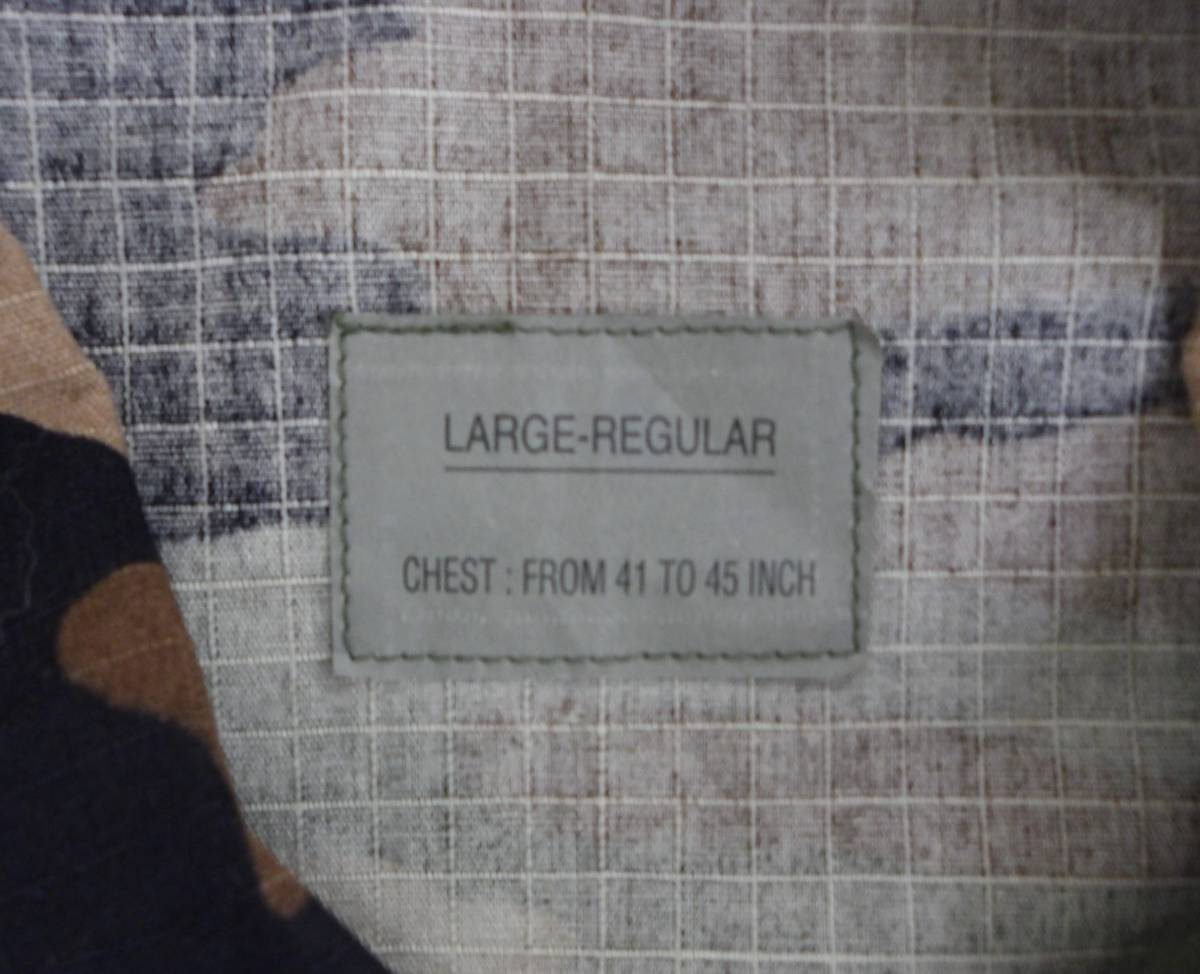 LARGE-REGULAR
CHEST : FROM 41 TO 45 INCH